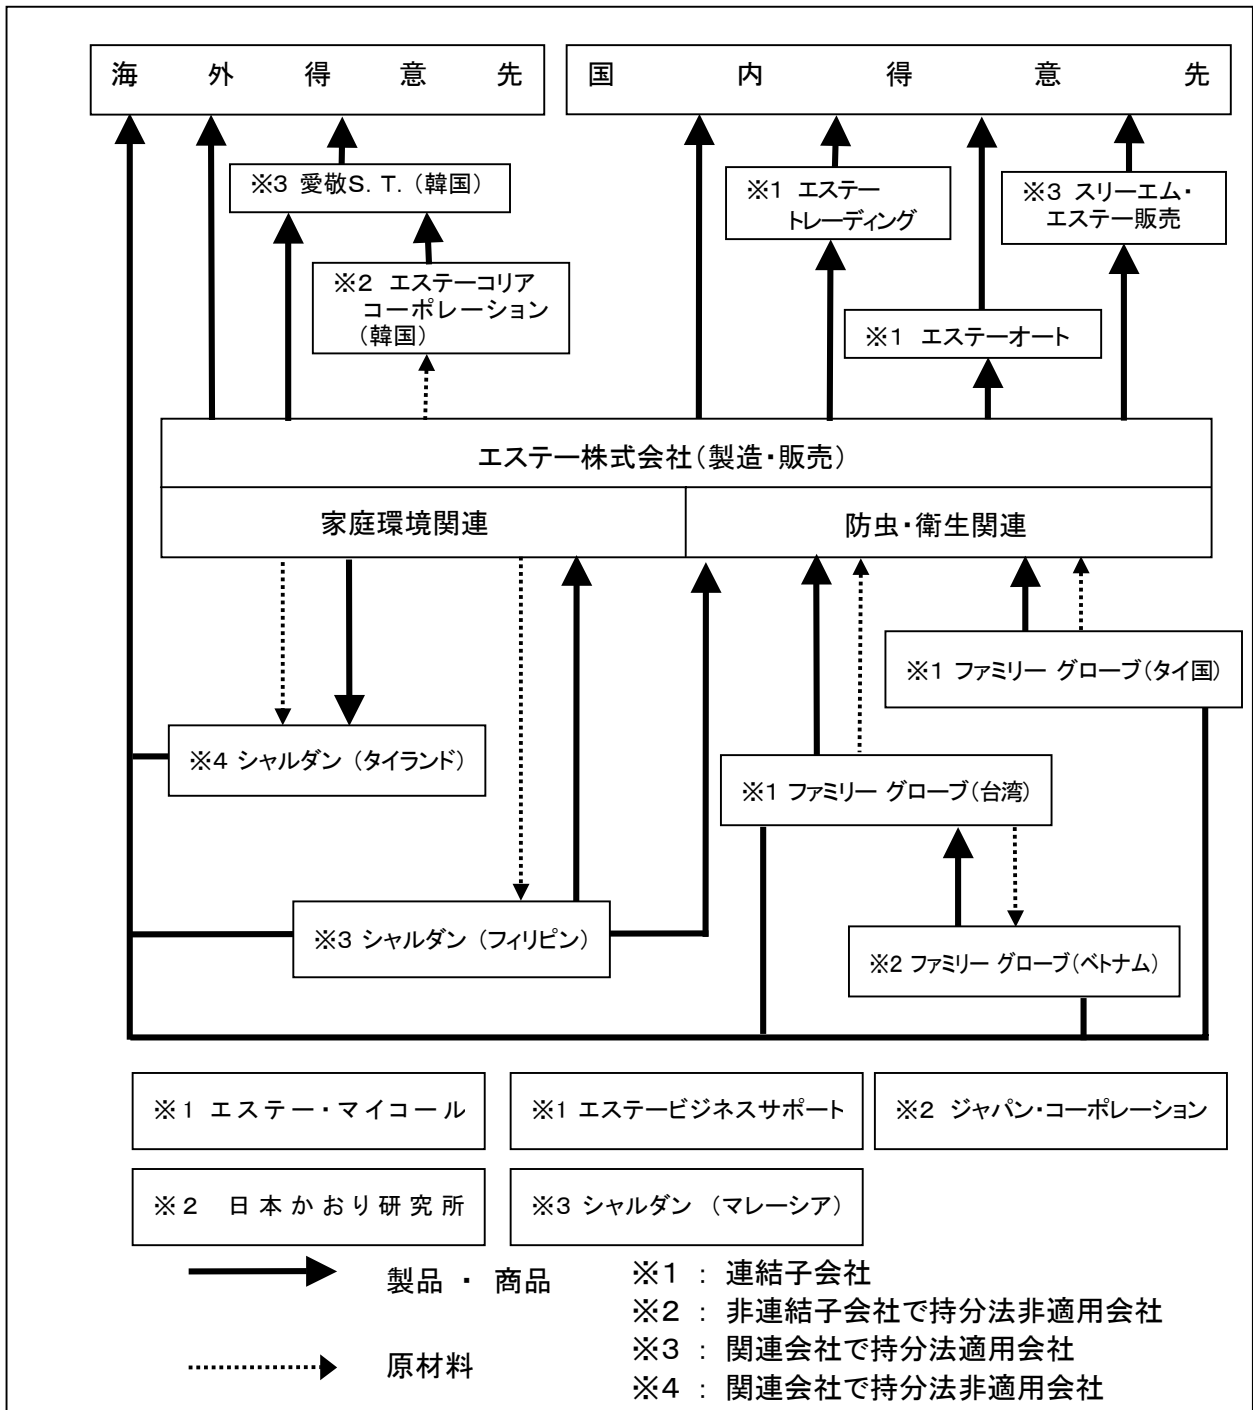 海外得意先
国内得意先
※3 愛敬S.T.(韓国)
※1 エステー
トレーディング
※3 スリーエム・
エステー販売
※2 エステーコリア
コーポレーション
(韓国)
※1 エステーオート
エステー株式会社(製造・販売)
家庭環境関連
防虫・衛生関連
※1 ファミリー グローブ(タイ国)
※4 シャルダン (タイランド)
※1 ファミリー グローブ(台湾)
※3 シャルダン (フィリピン)
※2 ファミリー グローブ(ベトナム)
※1 エステー・マイコール
※1 エステービジネスサポート
※2 ジャパン・コーポレーション
※2 日本かおり研究所
※3 シャルダン (マレーシア)
製品 ・ 商品
原材料
※1 : 連結子会社
※2 : 非連結子会社で持分法非適用会社
※3 : 関連会社で持分法適用会社
※4 : 関連会社で持分法非適用会社